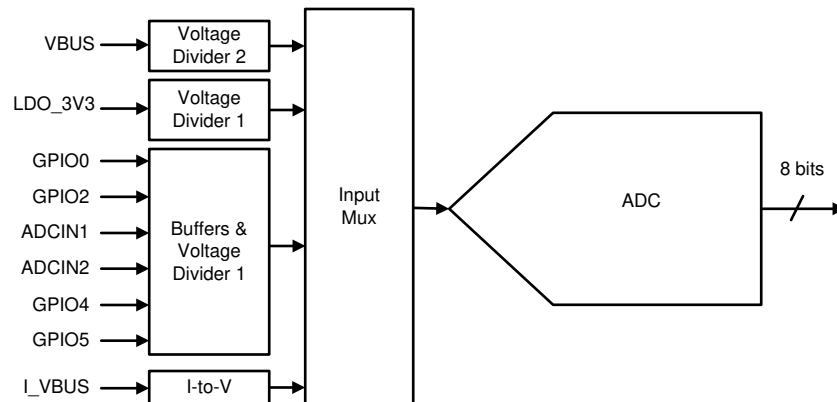 VBUS
Voltage
Divider 2
LDO_3V3
Voltage
Divider 1
GPIO0
GPIO2
ADCIN1
ADCIN2
GPIO4
GPIO5
Buffers &
Voltage
Divider 1
I_VBUS
I-to-V
Input
Mux
ADC
8 bits